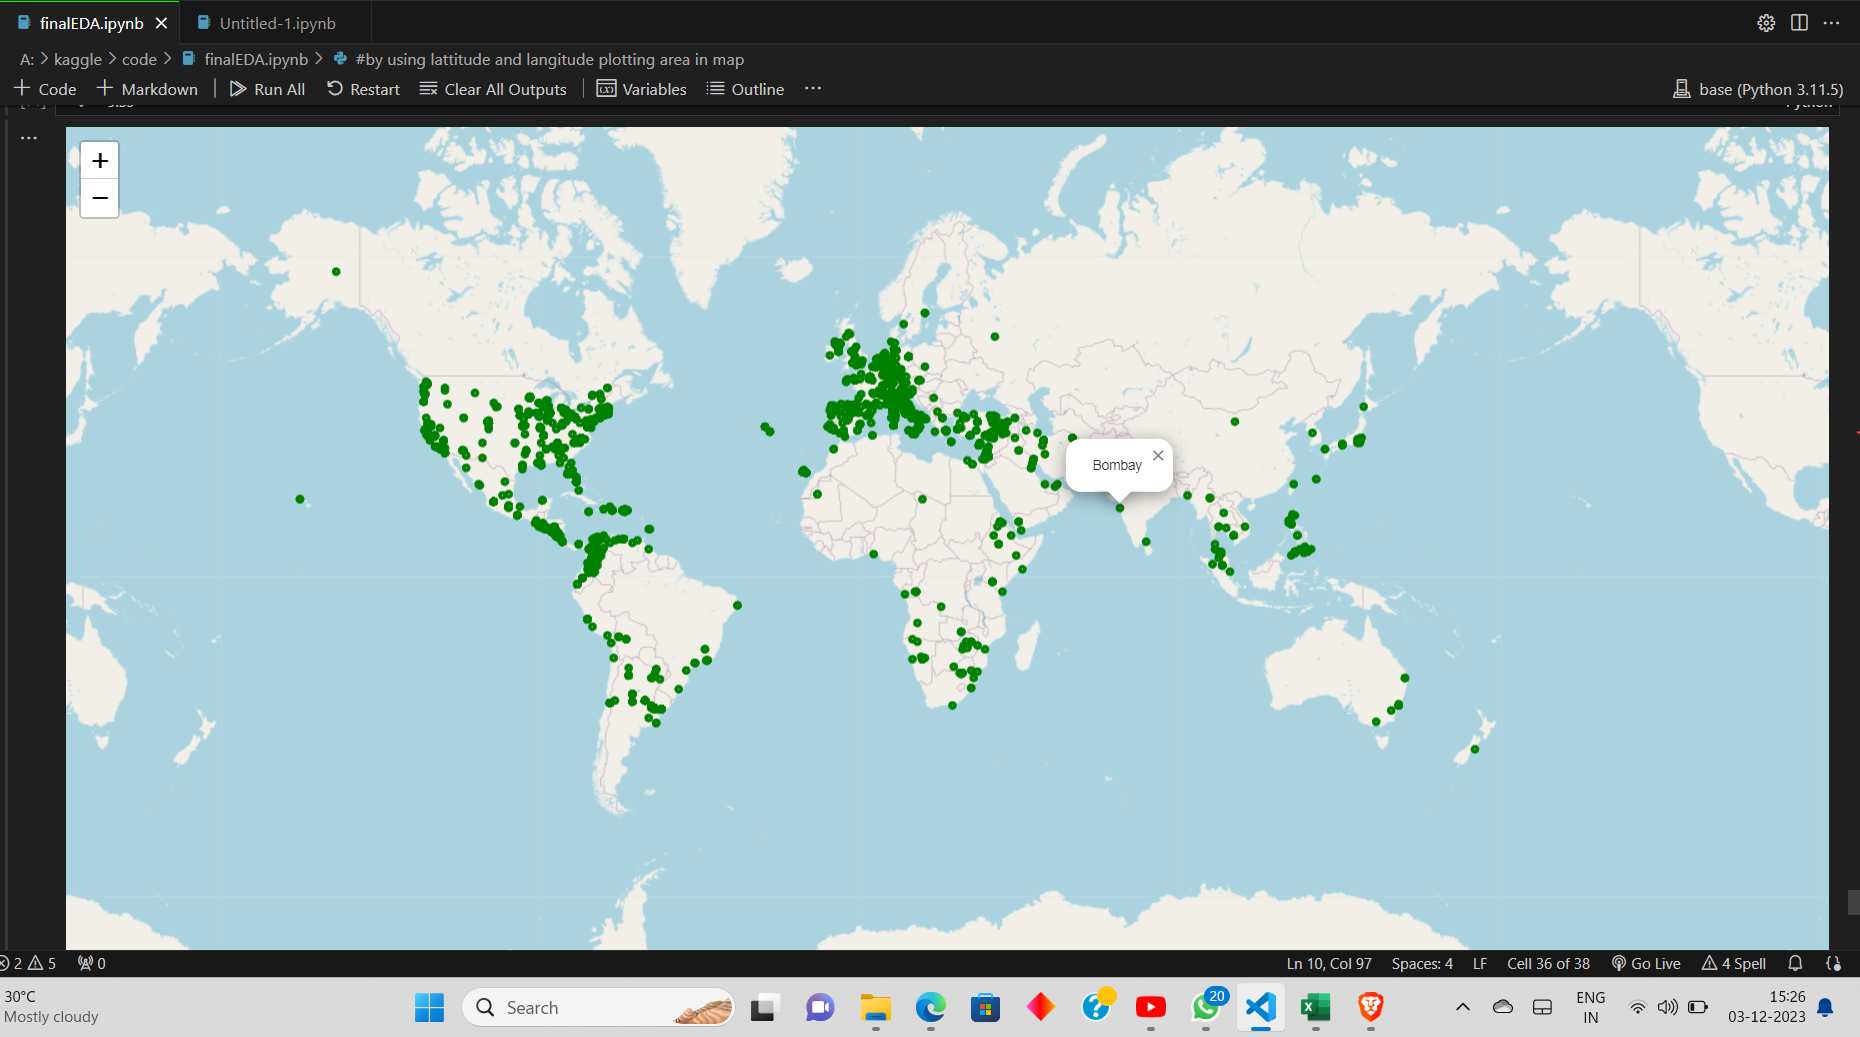 finalEDA.ipynb
Untitled-1.ipynb
A: > kaggle > code > finalEDA.ipynb > #by using lattitude and langitude plotting area in map
+ Code + Markdown | Run All Restart Clear All Outputs | Variables Outline ...
base (Python 3.11.5)
...
+
−
Bombay
2 5 0
Ln 10, Col 97 Spaces: 4 LF Cell 36 of 38 Go Live 4 Spell
30°C
Mostly cloudy
Search
20
ENG
IN
15:26
03-12-2023